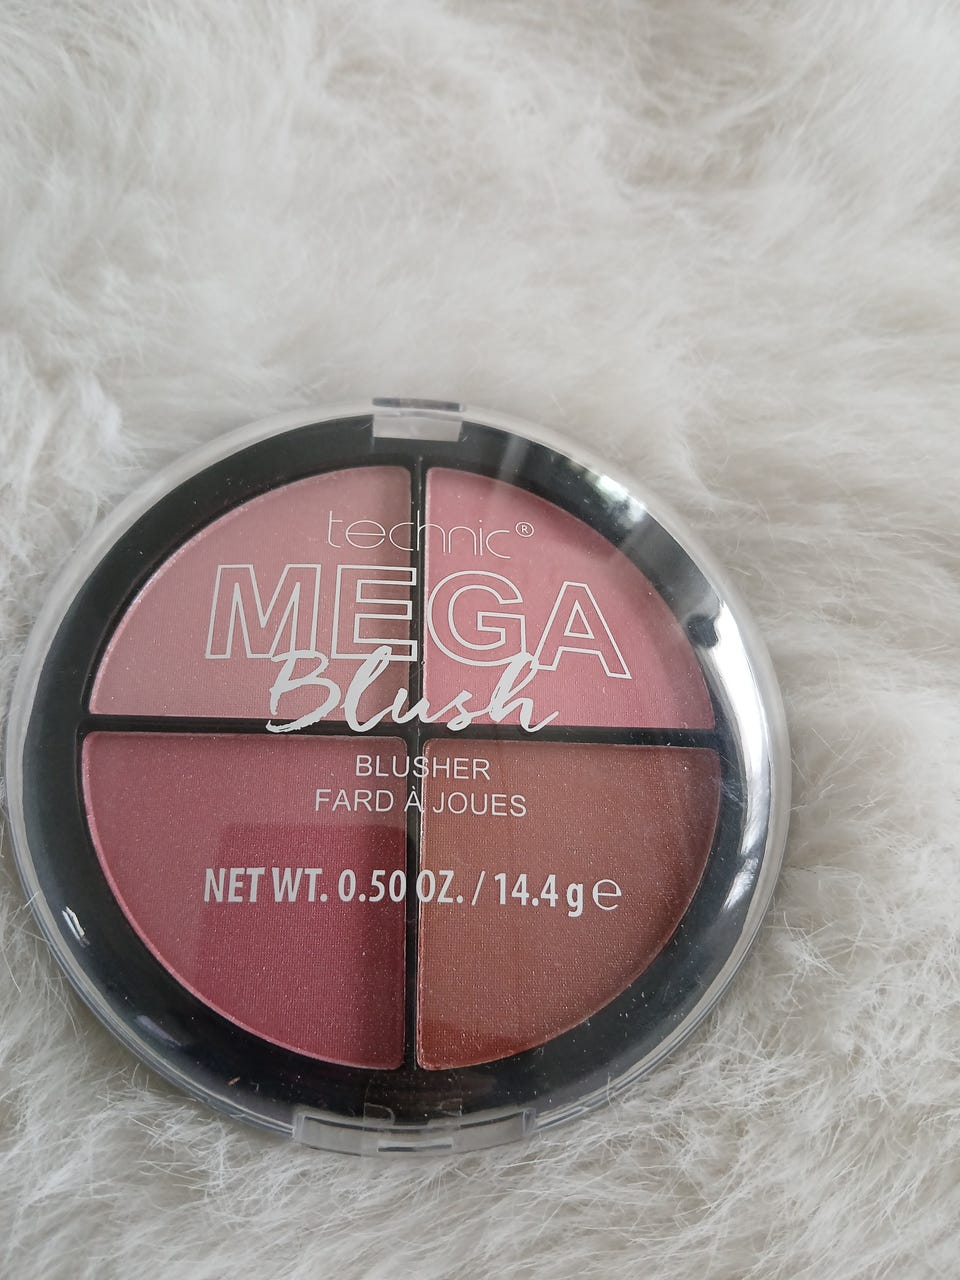 technic®
MEGA
Blush
BLUSHER
FARD À JOUES
NET WT. 0.50 OZ. / 14.4 g ℮